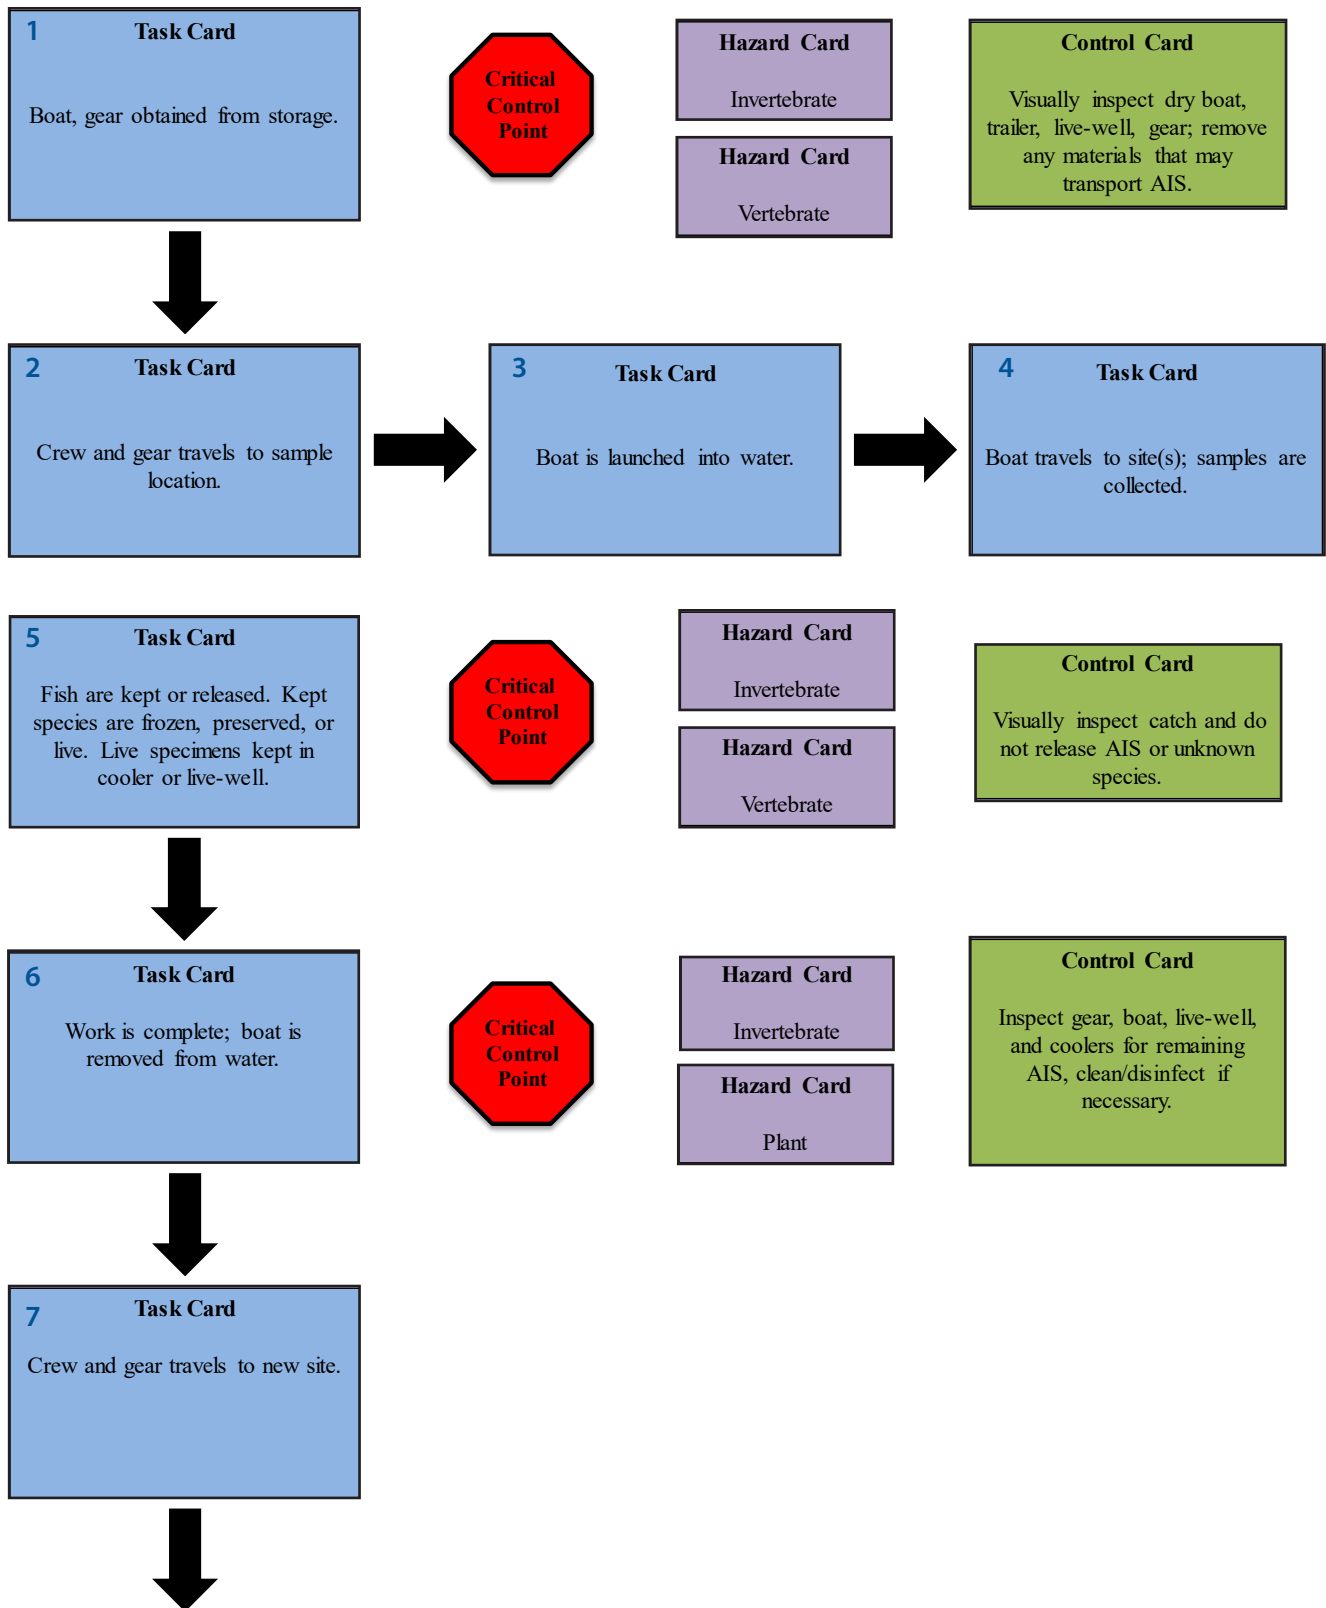 1
Task Card
Boat, gear obtained from storage.
Critical
Control
Point
Hazard Card
Invertebrate
Hazard Card
Vertebrate
Control Card
Visually inspect dry boat,
trailer, live-well, gear; remove
any materials that may
transport AIS.
2
Task Card
Crew and gear travels to sample
location.
3
Task Card
Boat is launched into water.
4
Task Card
Boat travels to site(s); samples are
collected.
5
Task Card
Fish are kept or released. Kept
species are frozen, preserved, or
live. Live specimens kept in
cooler or live-well.
Critical
Control
Point
Hazard Card
Invertebrate
Hazard Card
Vertebrate
Control Card
Visually inspect catch and do
not release AIS or unknown
species.
6
Task Card
Work is complete; boat is
removed from water.
Critical
Control
Point
Hazard Card
Invertebrate
Hazard Card
Plant
Control Card
Inspect gear, boat, live-well,
and coolers for remaining
AIS, clean/disinfect if
necessary.
7
Task Card
Crew and gear travels to new site.